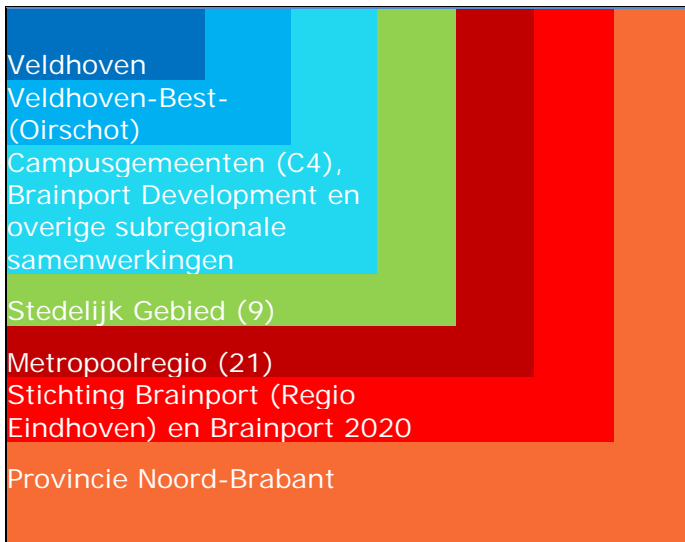 Veldhoven
Veldhoven-Best-
(Oirschot)
Campusgemeenten (C4),
Brainport Development en
overige subregionale
samenwerkingen
Stedelijk Gebied (9)
Metropoolregio (21)
Stichting Brainport (Regio
Eindhoven) en Brainport 2020
Provincie Noord-Brabant